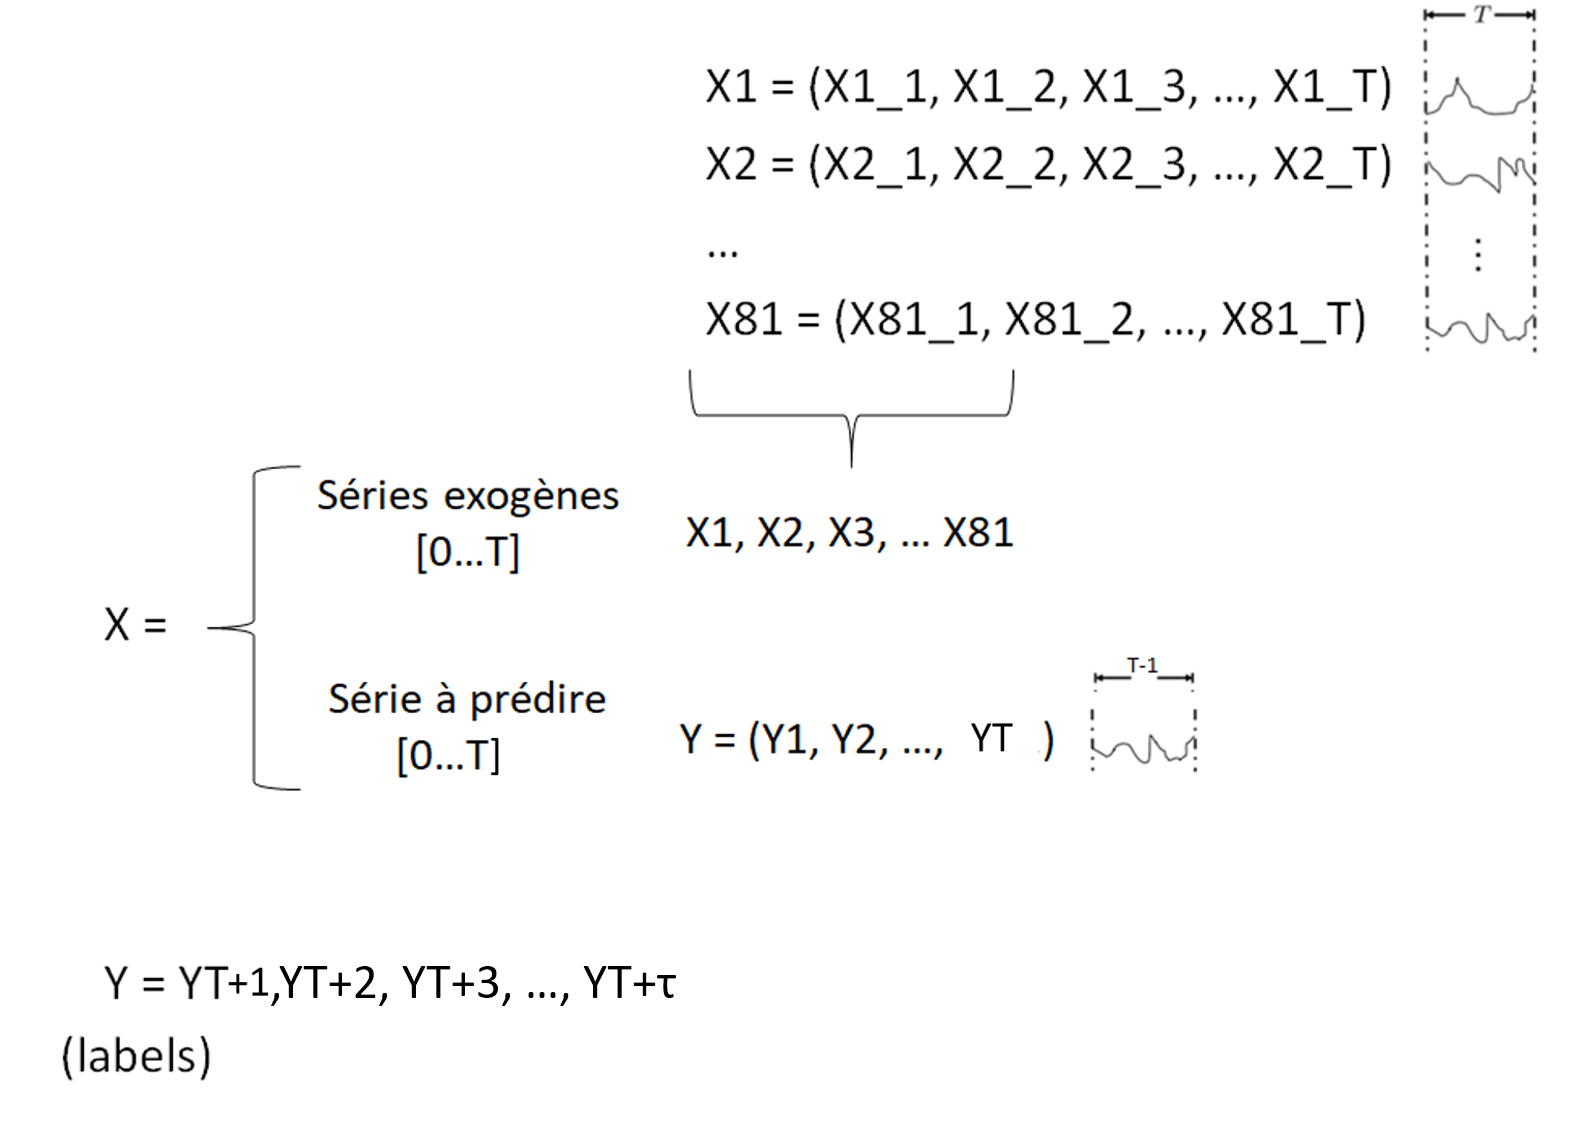 T
X1 = (X1_1, X1_2, X1_3, ..., X1_T)
X2 = (X2_1, X2_2, X2_3, ..., X2_T)
...
X81 = (X81_1, X81_2, ..., X81_T)
Séries exogènes
[0...T]
X1, X2, X3, ... X81
X =
Série à prédire
[0...T]
Y = (Y1, Y2, ..., YT )
T-1
Y = YT+1,YT+2, YT+3, ..., YT+τ
(labels)